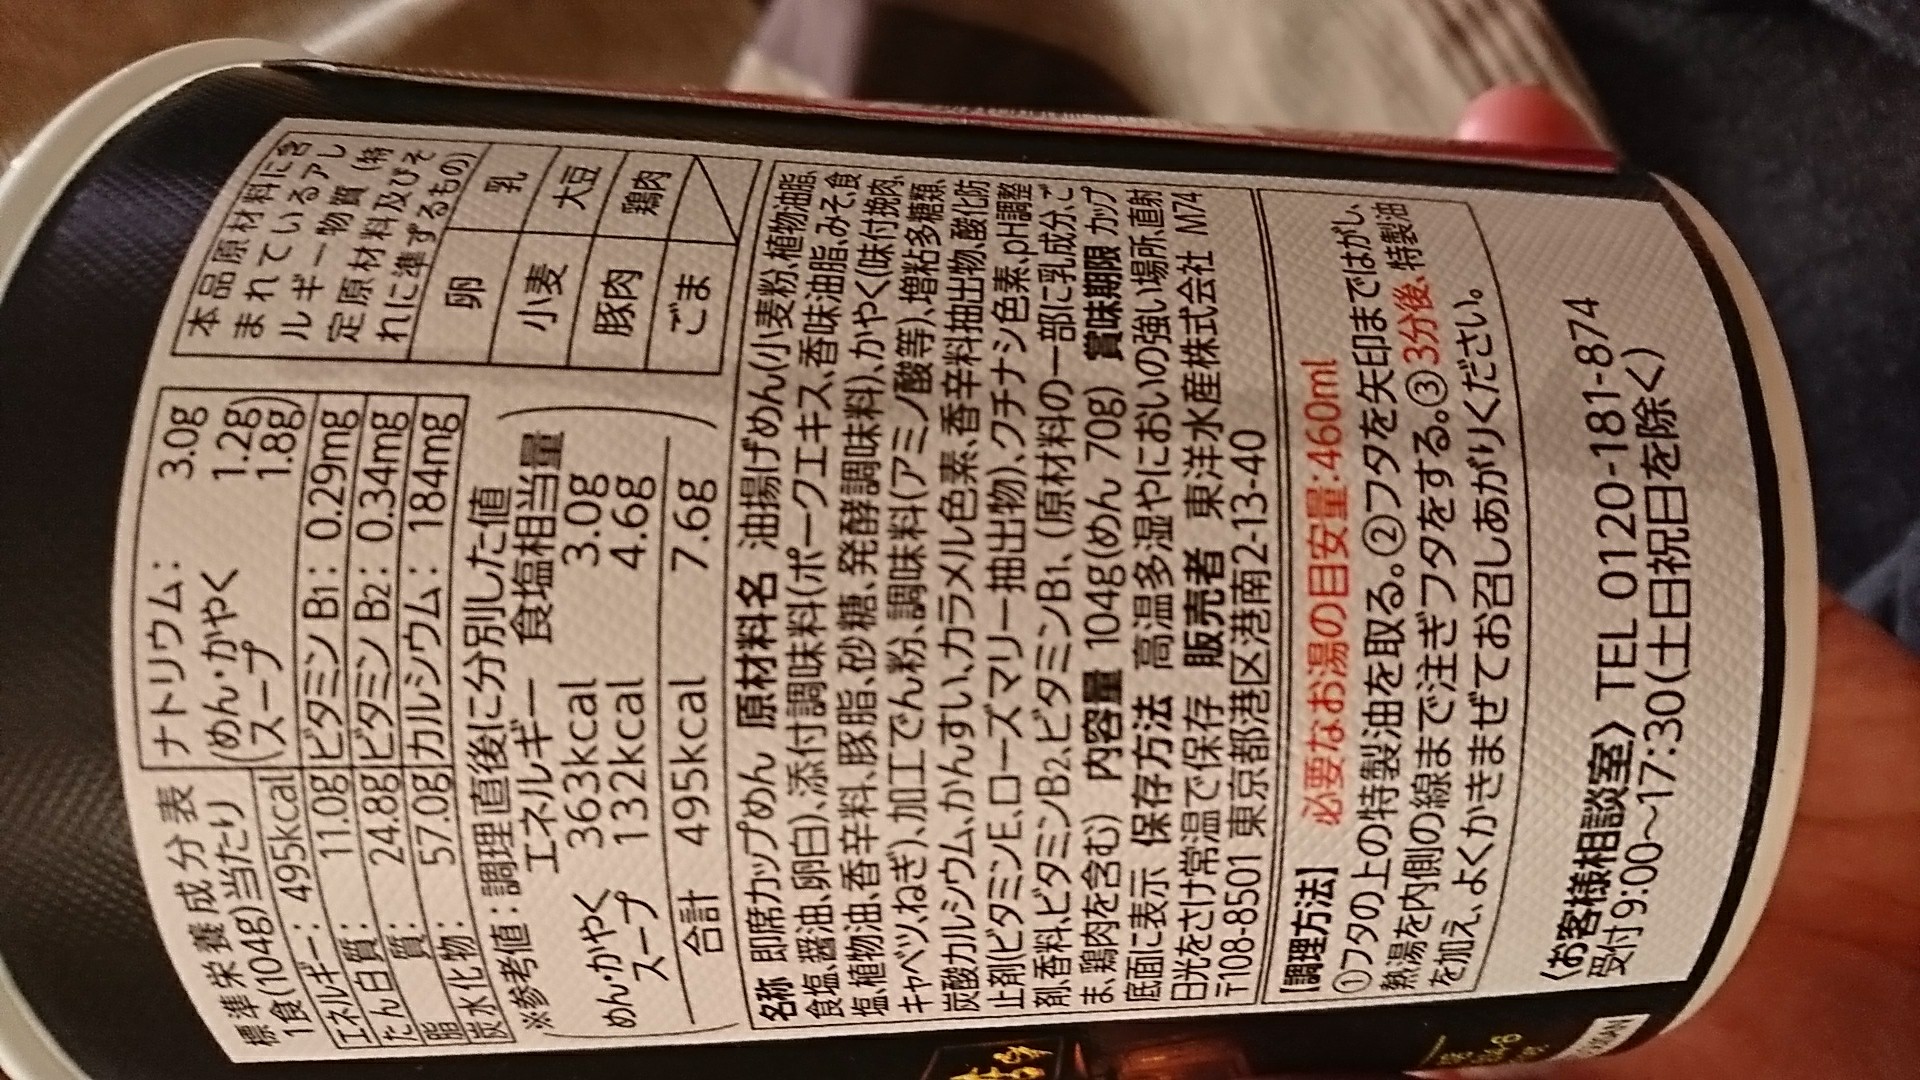 標準栄養成分表
1食(104g)当たり
エネルギー: 495kcal
たん白質: 11.0g
脂　　質: 24.8g
炭水化物: 57.0g
ナトリウム: 3.0g
(めん・かやく 1.2g)
(スープ 1.8g)
ビタミン B1: 0.29mg
ビタミン B2: 0.34mg
カルシウム: 184mg
※参考値:調理直後に分別した値
エネルギー 食塩相当量
めん・かやく 363kcal 3.0g
スープ 132kcal 4.6g
合計 495kcal 7.6g
本品原材料に含
まれているアレ
ルギー物質(特
定原材料及びそ
れに準ずるもの)
卵 乳
小麦 大豆
豚肉 鶏肉
ごま
名称 即席カップめん 原材料名 油揚げめん(小麦粉、植物油脂、
食塩、醤油、卵白)、添付調味料(ポークエキス、香味油脂、みそ、食
塩、植物油、香辛料、豚脂、砂糖、発酵調味料)、かやく(味付挽肉、
キャベツ、ねぎ)、加工でん粉、調味料(アミノ酸等)、増粘多糖類、
炭酸カルシウム、かんすい、カラメル色素、香辛料抽出物、酸化防
止剤(ビタミンE、ローズマリー抽出物)、クチナシ色素、pH調整
剤、香料、ビタミンB2、ビタミンB1、(原材料の一部に乳成分、ご
ま、鶏肉を含む) 内容量 104g(めん 70g) 賞味期限 カップ
底面に表示 保存方法 高温多湿やにおいの強い場所、直射
日光をさけ常温で保存 販売者 東洋水産株式会社 M74
〒108-8501 東京都港区港南2-13-40
【調理方法】 必要なお湯の目安量:460ml
①フタの上の特製油を取る。②フタを矢印まではがし、
熱湯を内側の線まで注ぎフタをする。③3分後、特製油
を加え、よくかきまぜてお召しあがりください。
〈お客様相談室〉TEL 0120-181-874
受付9:00～17:30(土日祝日を除く)